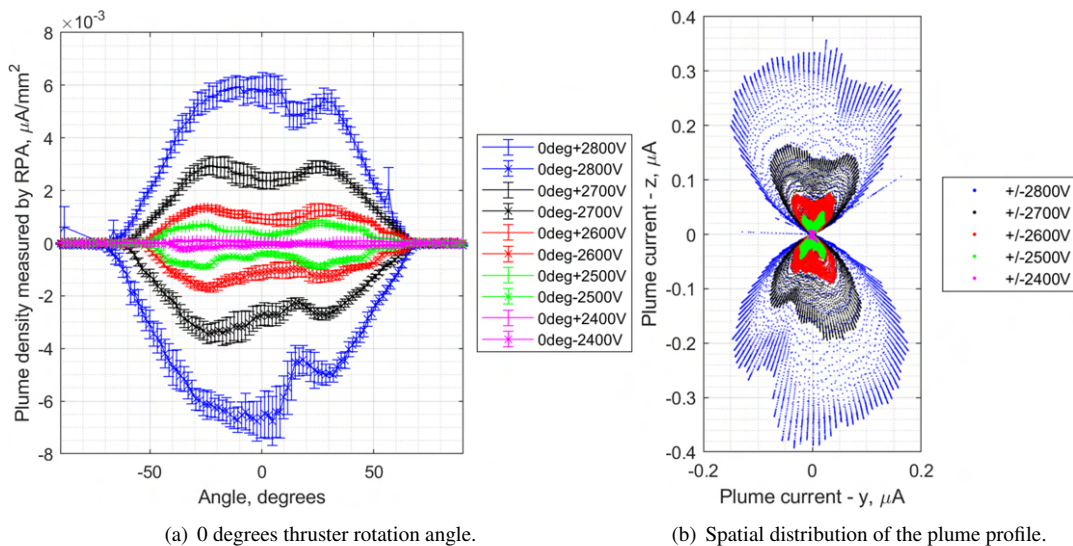 ×10⁻³
8
6
4
2
0
-2
-4
-6
-8
-50
0
50
Plume density measured by RPA, μA/mm²
Angle, degrees
0deg+2800V
0deg-2800V
0deg+2700V
0deg-2700V
0deg+2600V
0deg-2600V
0deg+2500V
0deg-2500V
0deg+2400V
0deg-2400V
(a) 0 degrees thruster rotation angle.
0.4
0.3
0.2
0.1
0
-0.1
-0.2
-0.3
-0.4
-0.2
0
0.2
Plume current - z, μA
Plume current - y, μA
+/-2800V
+/-2700V
+/-2600V
+/-2500V
+/-2400V
(b) Spatial distribution of the plume profile.